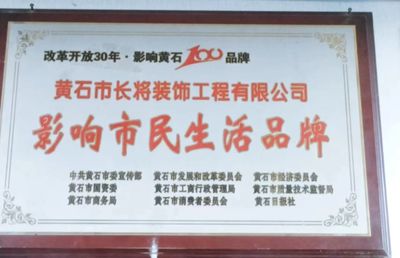 改革开放30年·影响黄石100品牌
黄石市长将装饰工程有限公司
影响市民生活品牌
中共黄石市委宣传部 黄石市发展和改革委员会 黄石市经济委员会
黄石市国资委 黄石市工商行政管理局 黄石市质量技术监督局
黄石市商务局 黄石市消费者委员会 黄石日报社